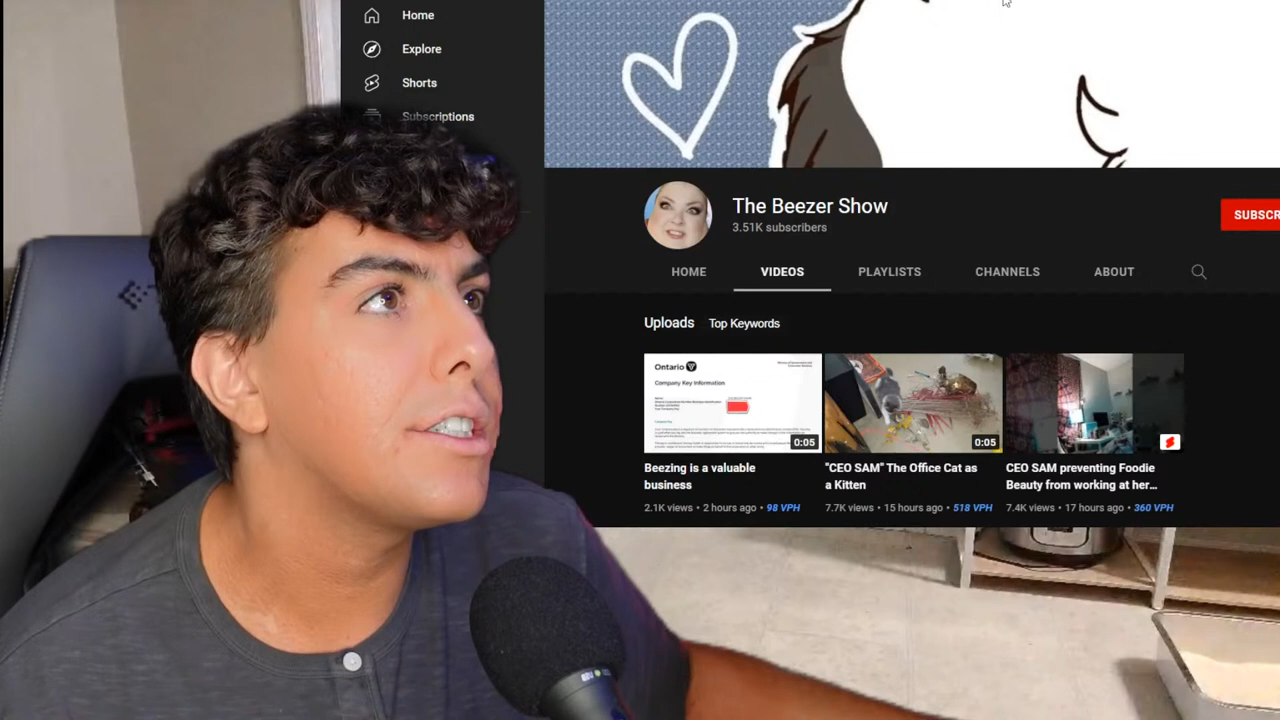 Home
Explore
Shorts
Subscriptions
The Beezer Show
3.51K subscribers
SUBSCR
HOME
VIDEOS
PLAYLISTS
CHANNELS
ABOUT
Uploads
Top Keywords
Ontario
Company Key Information
0:05
0:05
Beezing is a valuable
business
2.1K views • 2 hours ago • 98 VPH
"CEO SAM" The Office Cat as
a Kitten
7.7K views • 15 hours ago • 518 VPH
CEO SAM preventing Foodie
Beauty from working at her...
7.4K views • 17 hours ago • 360 VPH